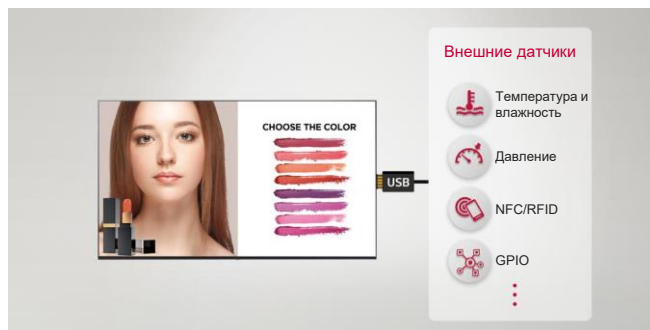 CHOOSE THE COLOR
USB
Внешние датчики
Температура и
влажность
Давление
NFC/RFID
GPIO